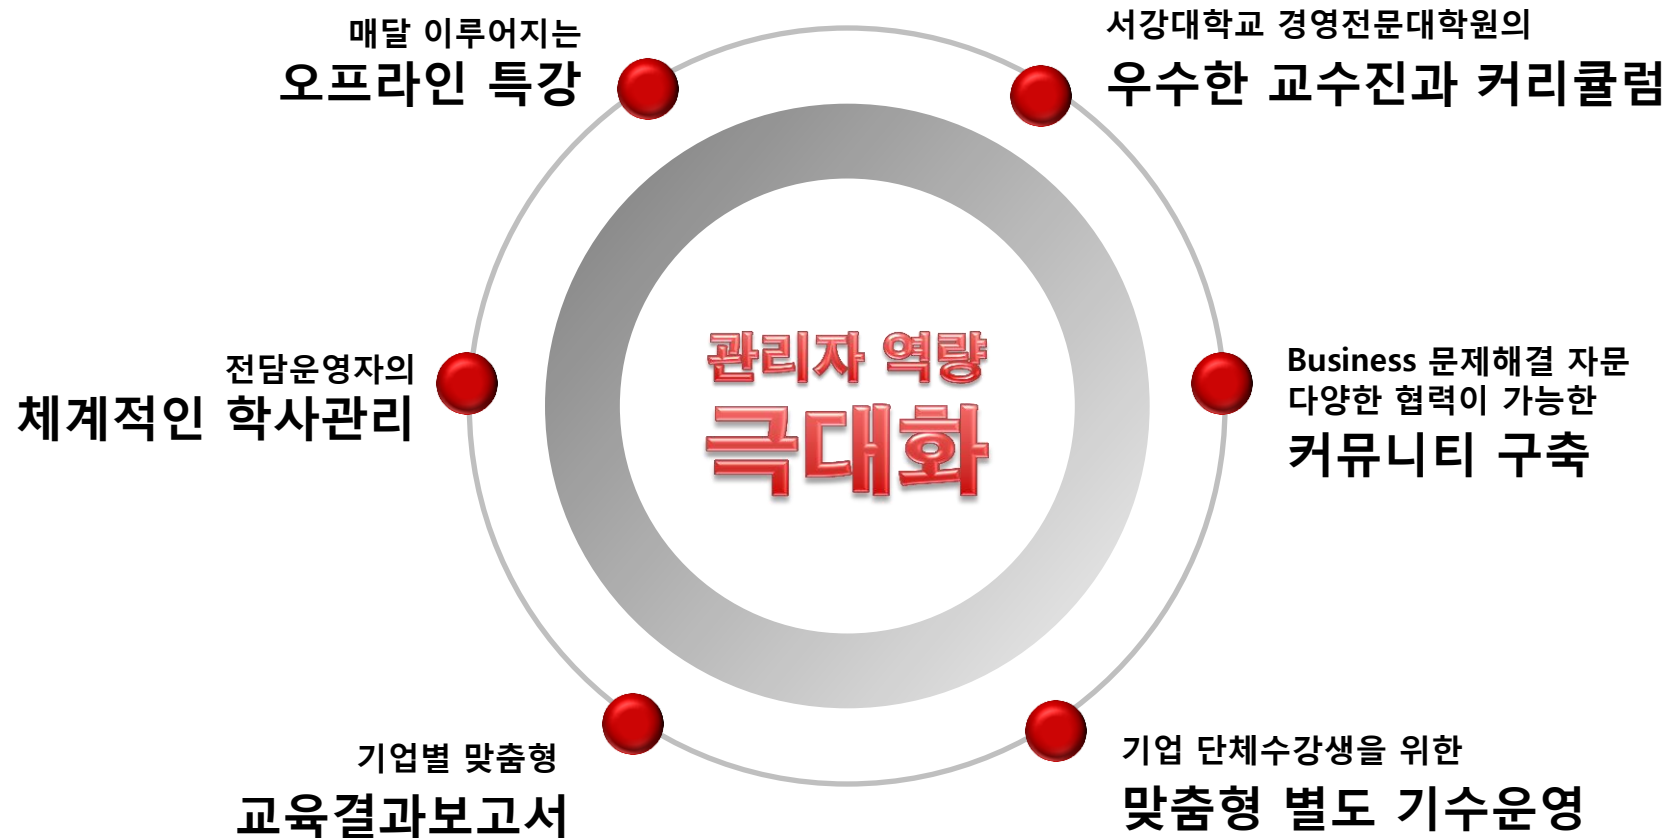 매달 이루어지는
오프라인 특강
서강대학교 경영전문대학원의
우수한 교수진과 커리큘럼
전담운영자의
체계적인 학사관리
관리자 역량
극대화
Business 문제해결 자문
다양한 협력이 가능한
커뮤니티 구축
기업별 맞춤형
교육결과보고서
기업 단체수강생을 위한
맞춤형 별도 기수운영